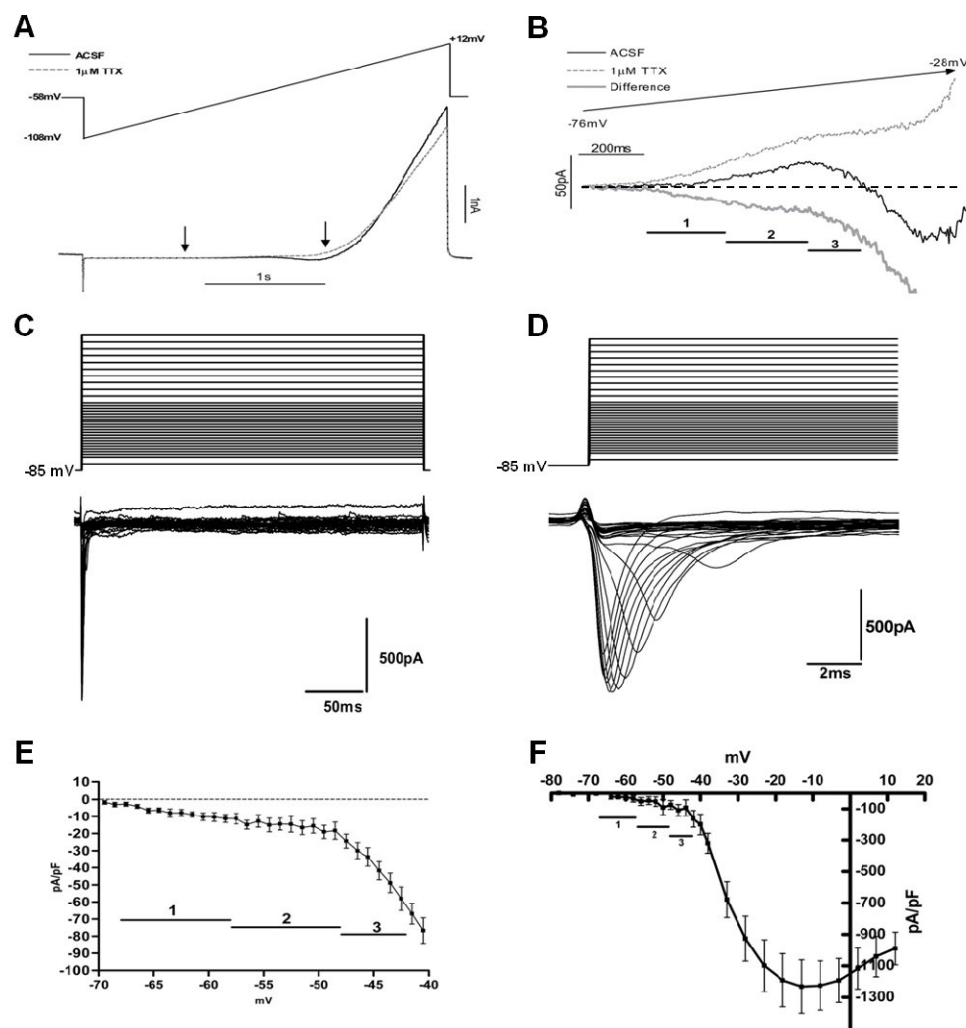 A
ACSF
1μM TTX
+12mV
-58mV
-108mV
1nA
1s
B
ACSF
1μM TTX
Difference
-28mV
-76mV
200ms
50pA
1
2
3
C
-85 mV
500pA
50ms
D
-85 mV
500pA
2ms
E
10
0
-10
-20
-30
-40
-50
-60
-70
-80
-90
-100
pA/pF
1
2
3
-70 -65 -60 -55 -50 -45 -40
mV
F
mV
-80 -70 -60 -50 -40 -30 -20 -10 10 20
-100
-300
-500
-700
-900
-1100
-1300
pA/pF
1
2
3